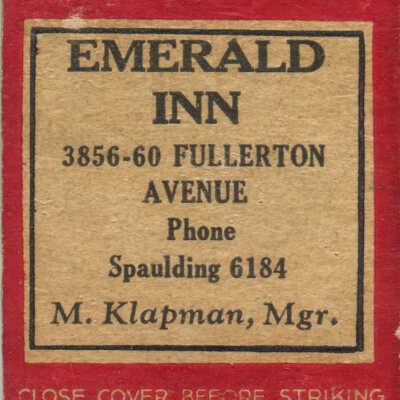 EMERALD
INN
3856-60 FULLERTON
AVENUE
Phone
Spaulding 6184
M. Klapman, Mgr.
CLOSE COVER BEFORE STRIKING